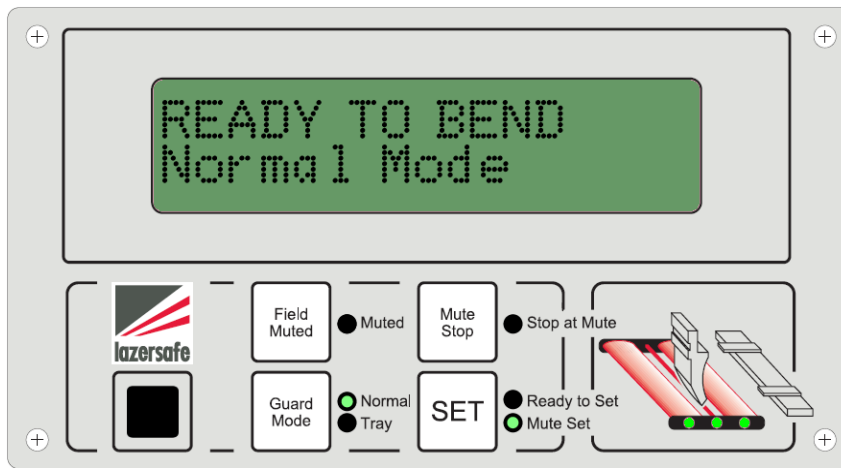 READY TO BEND
Normal Mode
lazersafe
Field
Muted
Muted
Mute
Stop
Stop at Mute
Guard
Mode
Normal
Tray
SET
Ready to Set
Mute Set